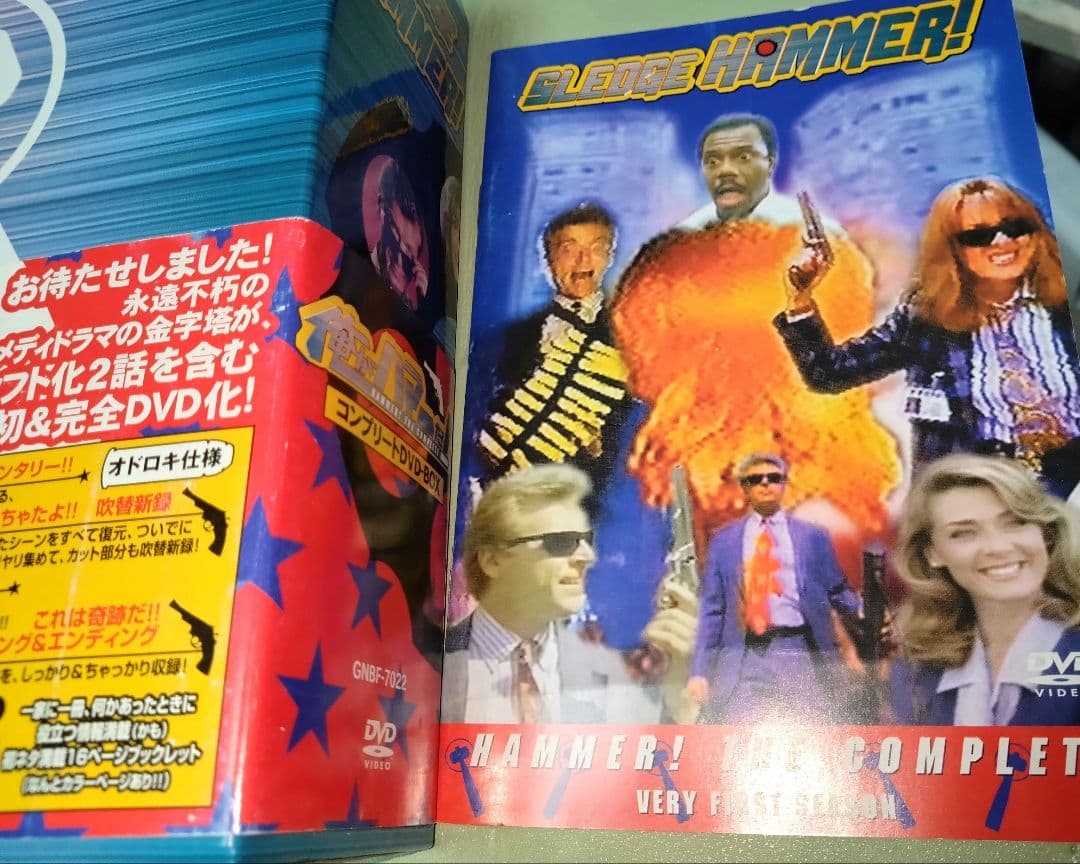 お待たせしました!
永遠不朽の
メディドラマの金字塔が、
フト化2話を含む
初&完全DVD化!
ンタリー!!
オドロキ仕様
る、
ちゃたよ!! 吹替新録
たシーンをすべて復元、ついでに
ヤリ集めて、カット部分も吹替新録!
!! これは奇跡だ!!
ング&エンディング
を、しっかり&ちゃっかり収録!
一家に一冊、何かあったときに
役立つ情報満載(かも)
ネタ満載16ページブックレット
(なんとカラーページあり!!)
俺がハマーだ
コンプリートDVD-BOX
GNBF-7022
DVD
VIDEO
SLEDGE HAMMER!
DVD
VIDEO
HAMMER! THE COMPLET
VERY FIRST SEASON